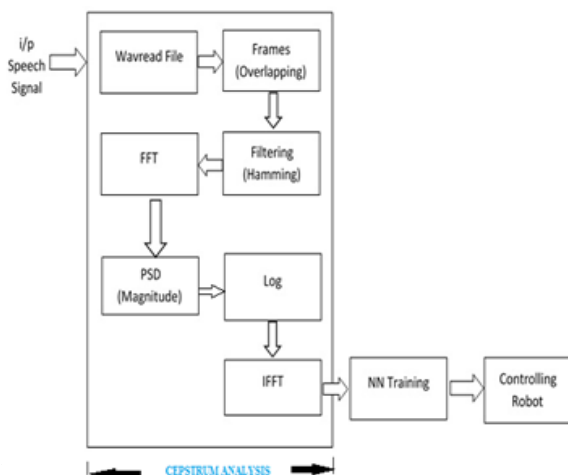 i/p
Speech
Signal
Wavread File
Frames
(Overlapping)
FFT
Filtering
(Hamming)
PSD
(Magnitude)
Log
IFFT
NN Training
Controlling
Robot
CEPSTRUM ANALYSIS